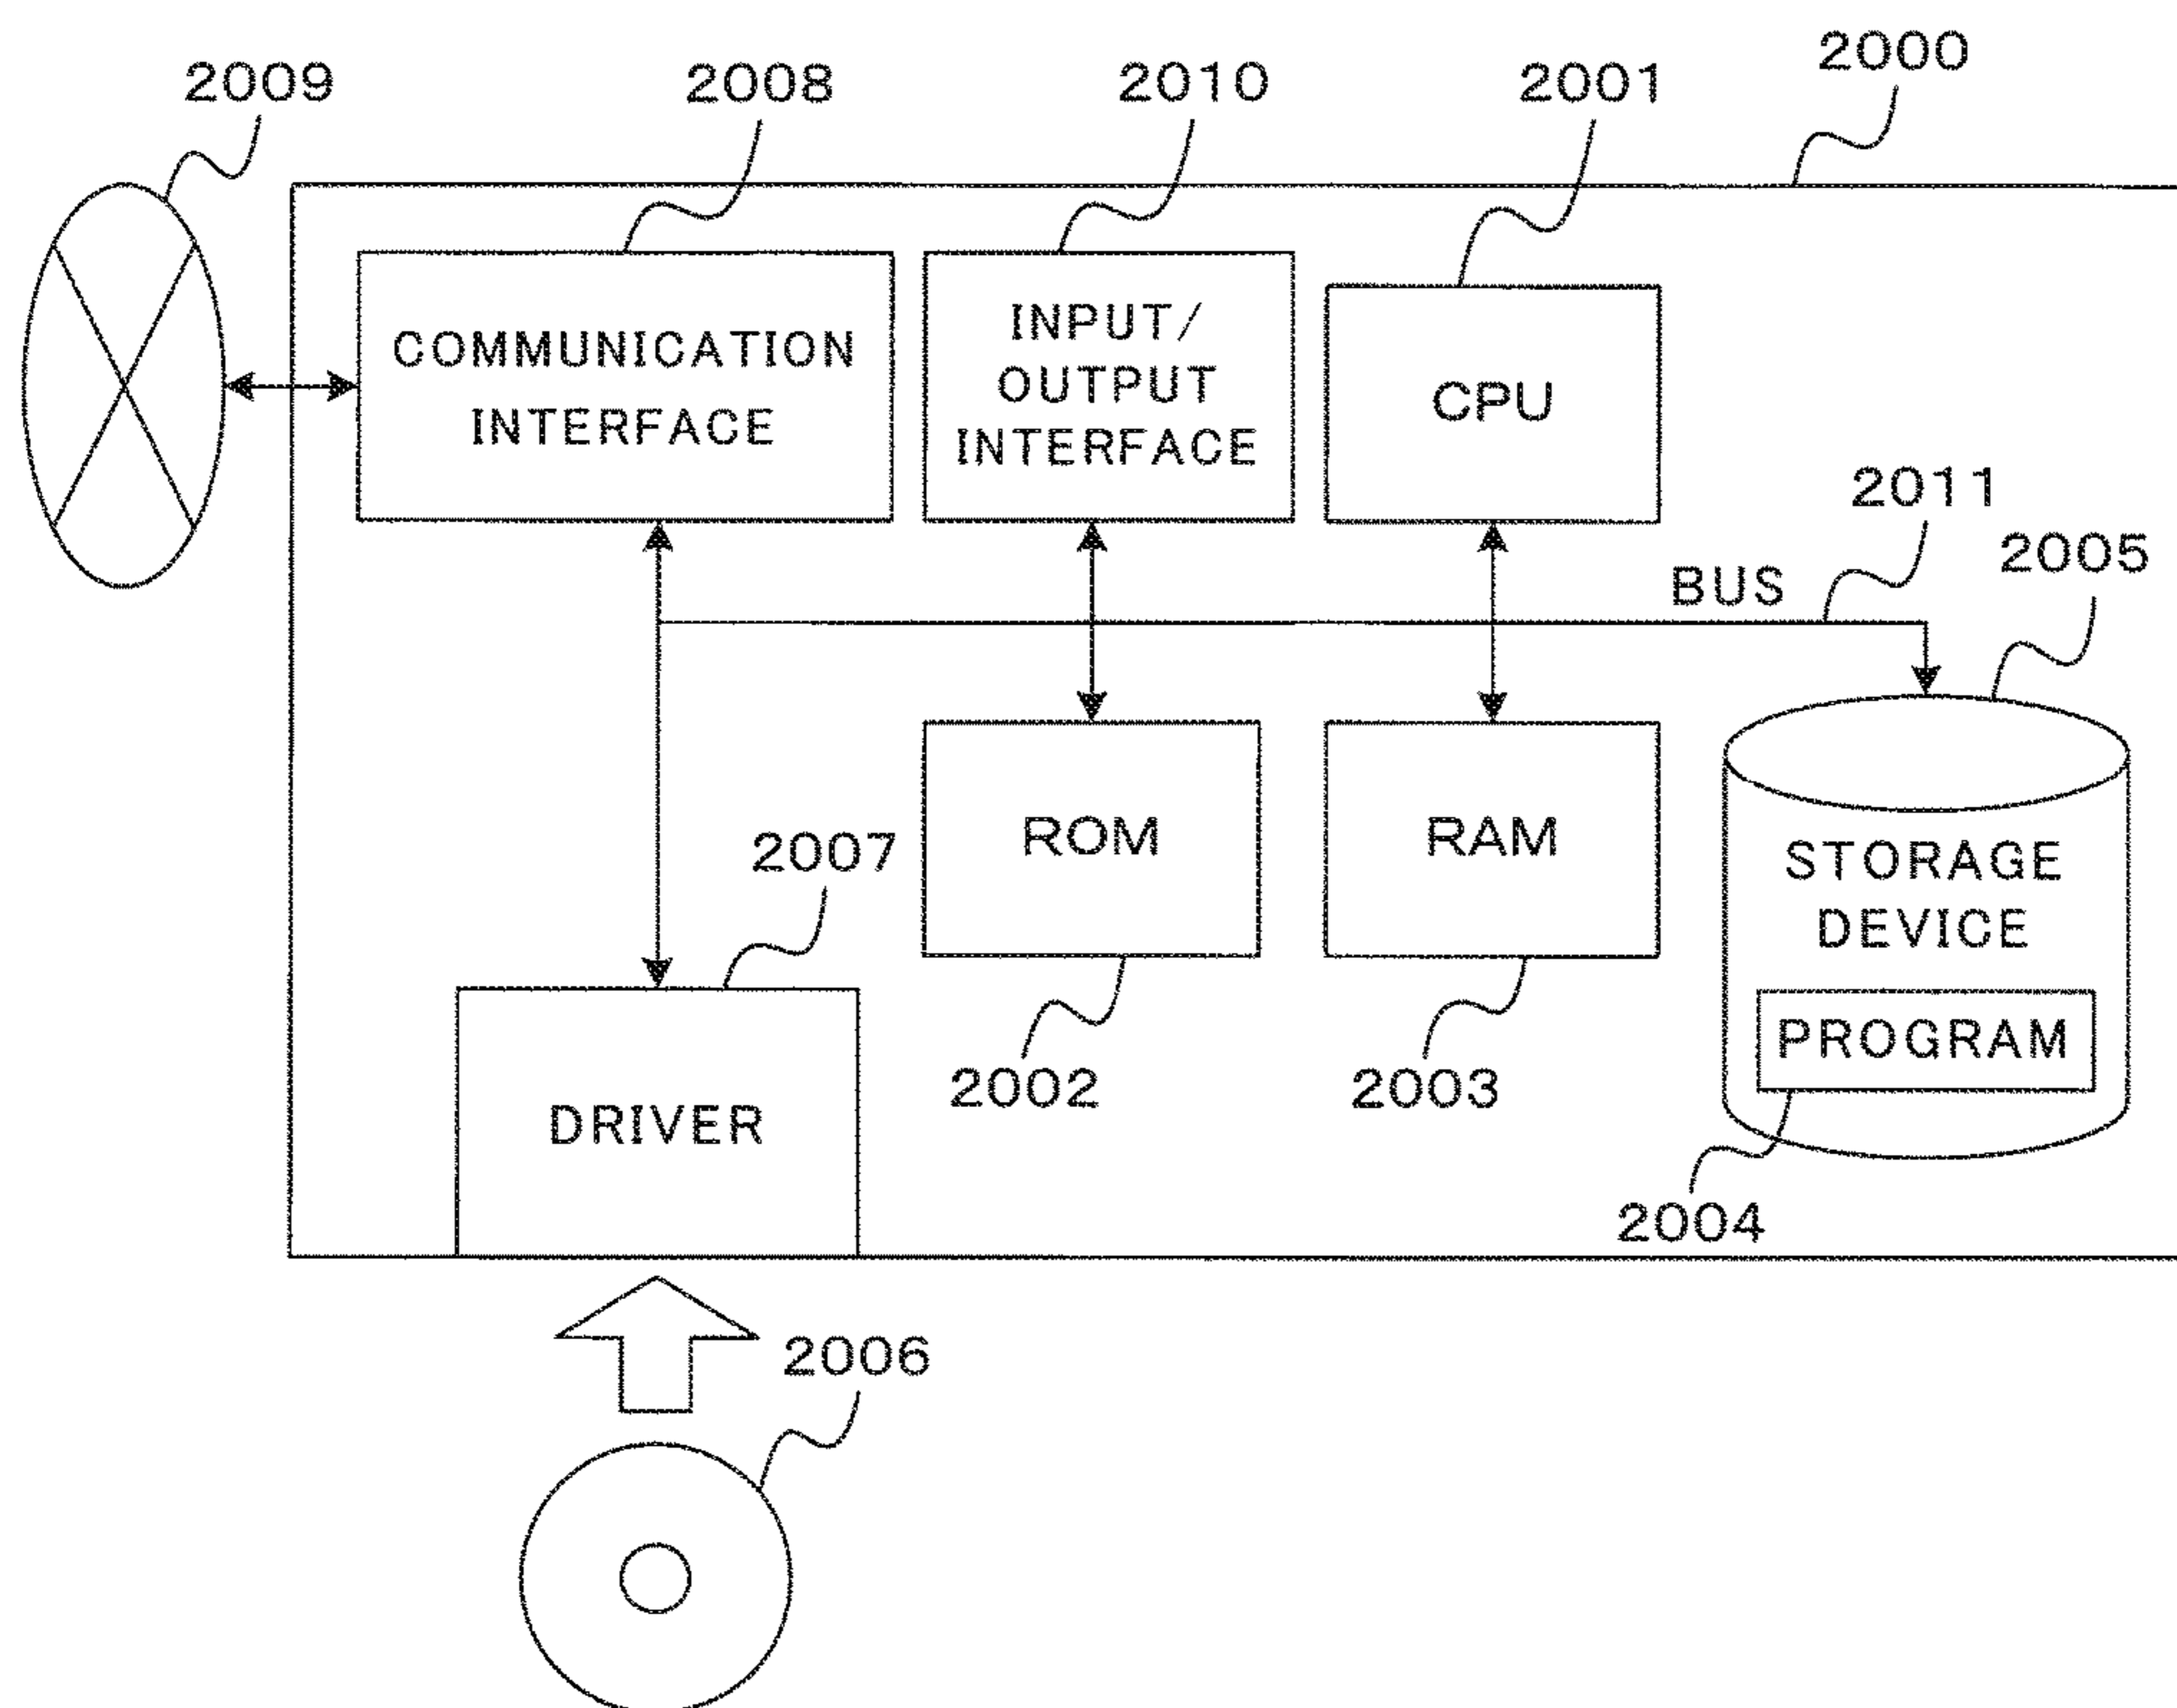 2000
2009
2008
2010
2001
COMMUNICATION
INTERFACE
INPUT/
OUTPUT
INTERFACE
CPU
2011
BUS
2005
2007
ROM
RAM
STORAGE
DEVICE
PROGRAM
2002
2003
DRIVER
2004
2006